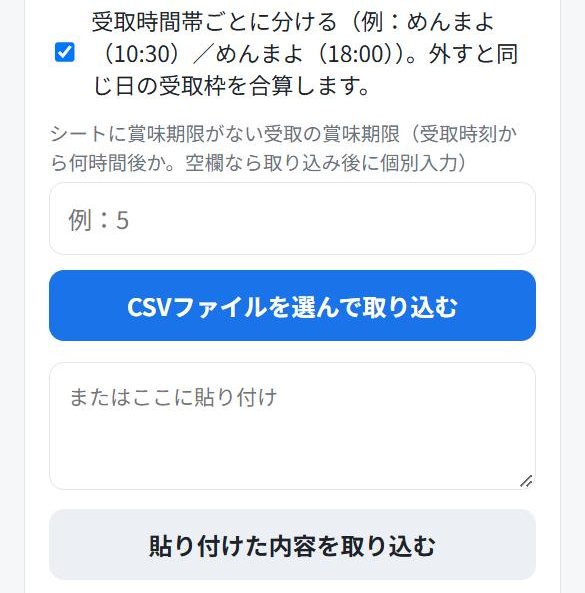 受取時間帯ごとに分ける（例：めんまよ
（10:30）／めんまよ（18:00））。外すと同
じ日の受取枠を合算します。
シートに賞味期限がない受取の賞味期限（受取時刻か
ら何時間後か。空欄なら取り込み後に個別入力）
例：5
CSVファイルを選んで取り込む
またはここに貼り付け
貼り付けた内容を取り込む